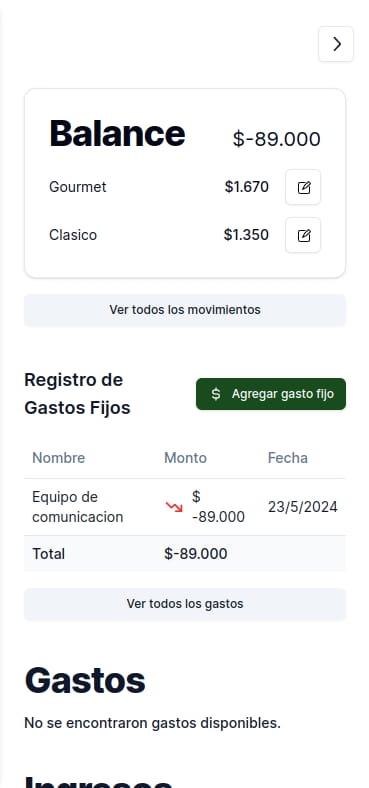 Balance $-89.000
Gourmet $1.670
Clasico $1.350
Ver todos los movimientos
Registro de
Gastos Fijos
$ Agregar gasto fijo
Nombre Monto Fecha
Equipo de
comunicacion
$
-89.000
23/5/2024
Total $-89.000
Ver todos los gastos
Gastos
No se encontraron gastos disponibles.
Ingresos